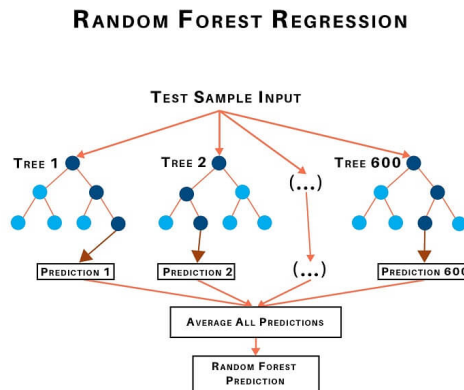 Random Forest Regression
Test Sample Input
Tree 1
Tree 2
(...)
Tree 600
Prediction 1
Prediction 2
(...)
Prediction 600
Average All Predictions
Random Forest
Prediction